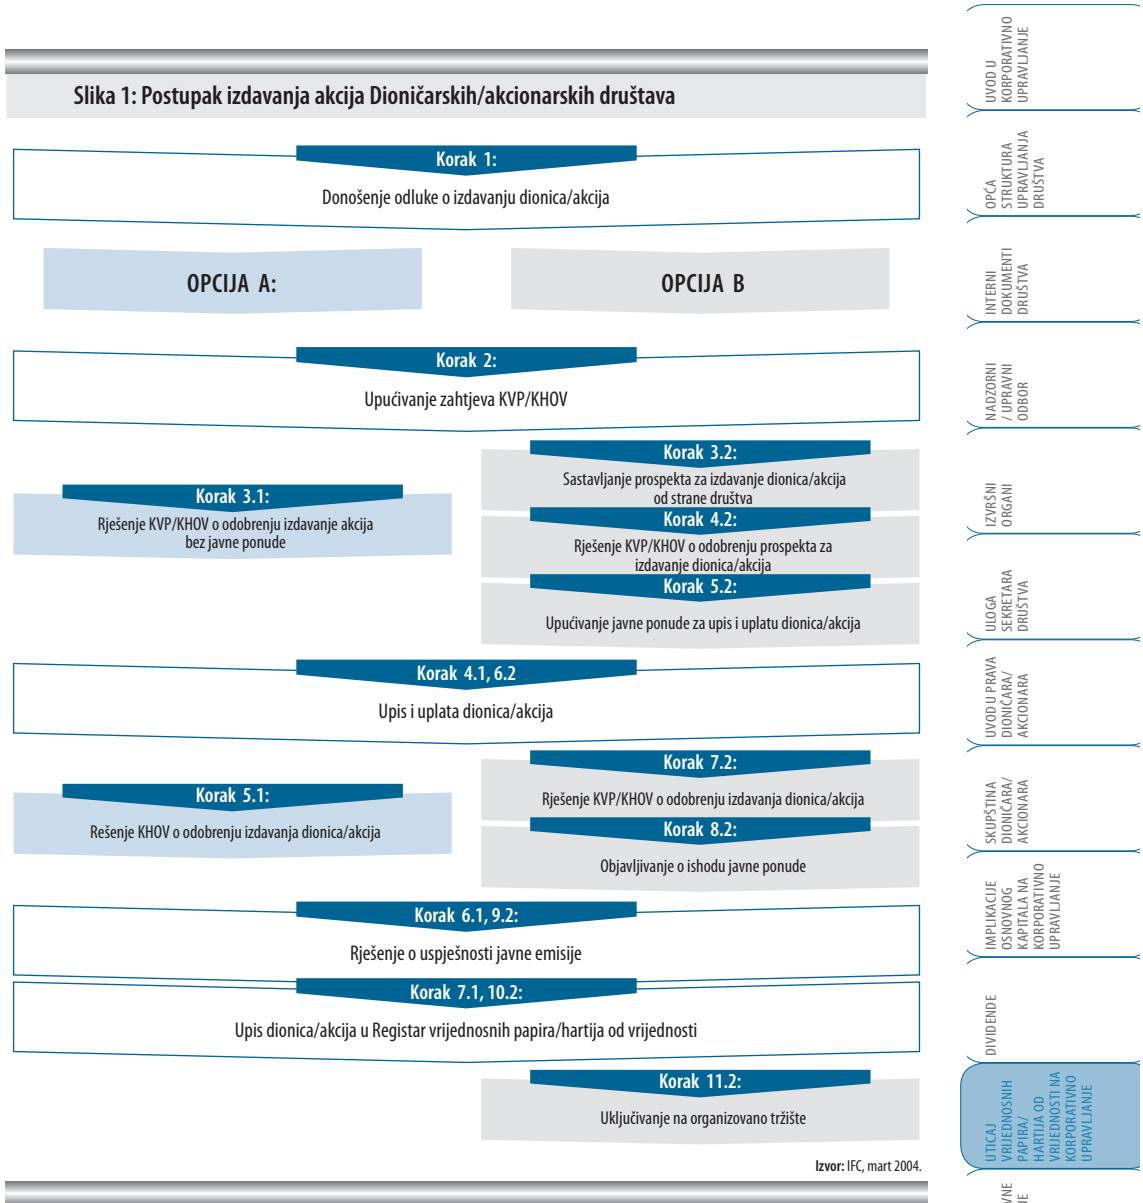 Slika 1: Postupak izdavanja akcija Dioničarskih/akcionarskih društava
Korak 1:
Donošenje odluke o izdavanju dionica/akcija
OPCIJA A:
OPCIJA B
Korak 2:
Upućivanje zahtjeva KVP/KHOV
Korak 3.1:
Rješenje KVP/KHOV o odobrenju izdavanje akcija
bez javne ponude
Korak 3.2:
Sastavljanje prospekta za izdavanje dionica/akcija
od strane društva
Korak 4.2:
Rješenje KVP/KHOV o odobrenju prospekta za
izdavanje dionica/akcija
Korak 5.2:
Upućivanje javne ponude za upis i uplatu dionica/akcija
Korak 4.1, 6.2
Upis i uplata dionica/akcija
Korak 5.1:
Rešenje KHOV o odobrenju izdavanja dionica/akcija
Korak 7.2:
Rješenje KVP/KHOV o odobrenju izdavanja dionica/akcija
Korak 8.2:
Objavljivanje o ishodu javne ponude
Korak 6.1, 9.2:
Rješenje o uspješnosti javne emisije
Korak 7.1, 10.2:
Upis dionica/akcija u Registar vrijednosnih papira/hartija od vrijednosti
Korak 11.2:
Uključivanje na organizovano tržište
Izvor: IFC, mart 2004.
UVOD U
KORPORATIVNO
UPRAVLJANJE
OPĆA
STRUKTURA
UPRAVLJANJA
DRUŠTVA
INTERNI
DOKUMENTI
DRUŠTVA
NADZORNI
/ UPRAVNI
ODBOR
IZVRŠNI
ORGANI
ULOGA
SEKRETARA
DRUŠTVA
UVOD U PRAVA
DIONIČARA/
AKCIONARA
SKUPŠTINA
DIONIČARA/
AKCIONARA
IMPLIKACIJE
OSNOVNOG
KAPITALA NA
KORPORATIVNO
UPRAVLJANJE
DIVIDENDE
UTICAJ
VRIJEDNOSNIH
PAPIRA/
HARTIJA OD
VRIJEDNOSTI NA
KORPORATIVNO
UPRAVLJANJE